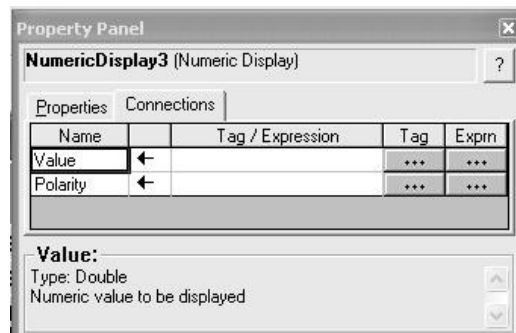 Property Panel
NumericDisplay3 (Numeric Display)
?
Properties Connections
Name Tag / Expression Tag Exprn
Value ← ...
Polarity ← ...
Value:
Type: Double
Numeric value to be displayed